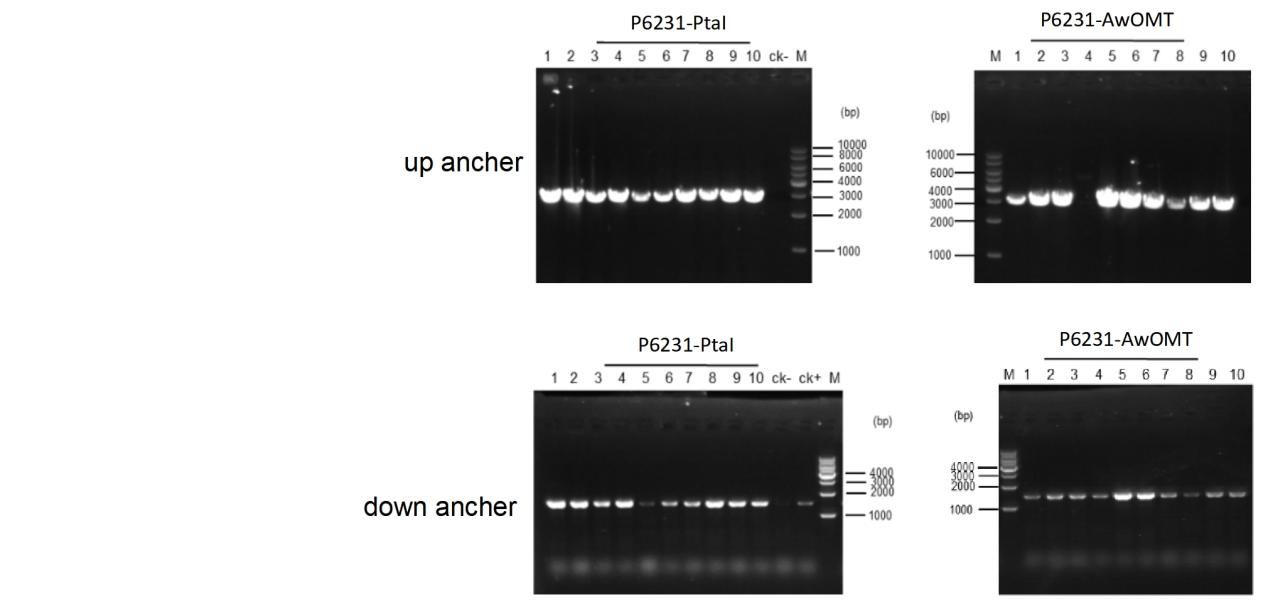 P6231-PtaI
1 2 3 4 5 6 7 8 9 10 ck- M
(bp)
10000
8000
6000
4000
3000
2000
1000
P6231-AwOMT
M 1 2 3 4 5 6 7 8 9 10
(bp)
10000
6000
4000
3000
2000
1000
up ancher
P6231-PtaI
1 2 3 4 5 6 7 8 9 10 ck- ck+ M
(bp)
4000
3000
2000
1000
P6231-AwOMT
M 1 2 3 4 5 6 7 8 9 10
(bp)
4000
3000
2000
1000
down ancher